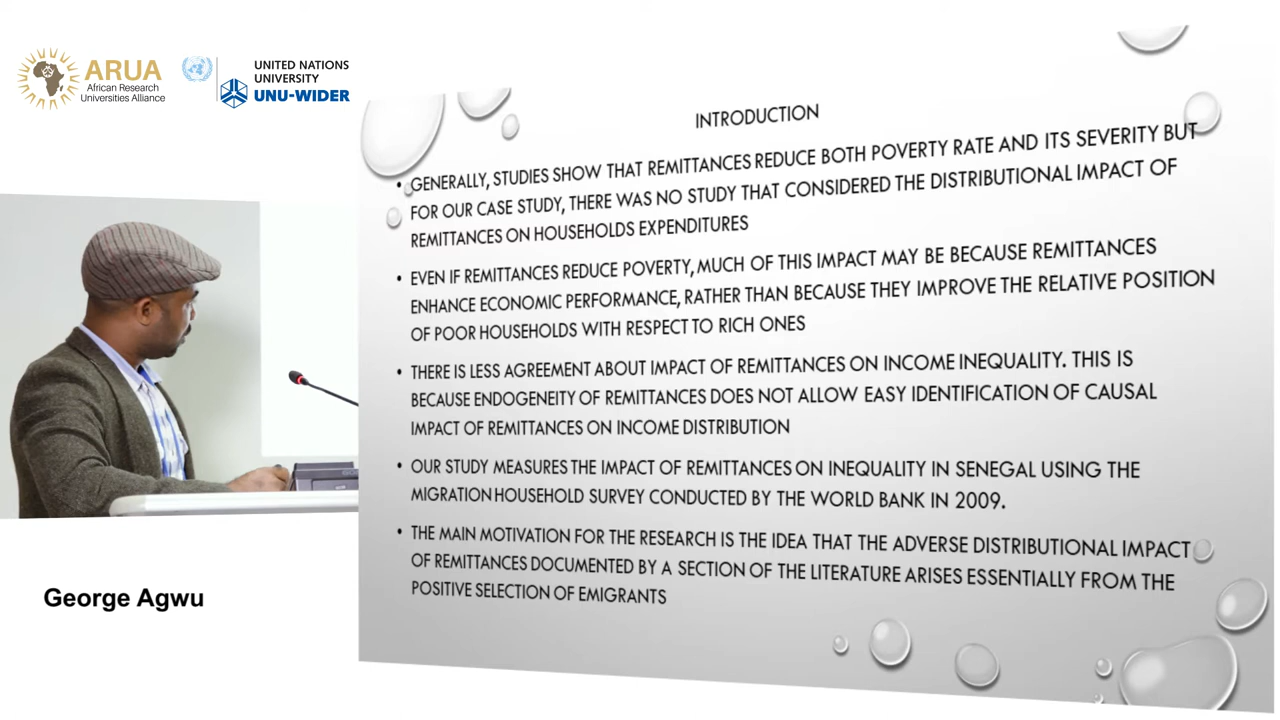 ARUA
African Research
Universities Alliance
UNITED NATIONS
UNIVERSITY
UNU-WIDER
INTRODUCTION
• GENERALLY, STUDIES SHOW THAT REMITTANCES REDUCE BOTH POVERTY RATE AND ITS SEVERITY BUT
FOR OUR CASE STUDY, THERE WAS NO STUDY THAT CONSIDERED THE DISTRIBUTIONAL IMPACT OF
REMITTANCES ON HOUSEHOLDS EXPENDITURES
• EVEN IF REMITTANCES REDUCE POVERTY, MUCH OF THIS IMPACT MAY BE BECAUSE REMITTANCES
ENHANCE ECONOMIC PERFORMANCE, RATHER THAN BECAUSE THEY IMPROVE THE RELATIVE POSITION
OF POOR HOUSEHOLDS WITH RESPECT TO RICH ONES
• THERE IS LESS AGREEMENT ABOUT IMPACT OF REMITTANCES ON INCOME INEQUALITY. THIS IS
BECAUSE ENDOGENEITY OF REMITTANCES DOES NOT ALLOW EASY IDENTIFICATION OF CAUSAL
IMPACT OF REMITTANCES ON INCOME DISTRIBUTION
• OUR STUDY MEASURES THE IMPACT OF REMITTANCES ON INEQUALITY IN SENEGAL USING THE
MIGRATION HOUSEHOLD SURVEY CONDUCTED BY THE WORLD BANK IN 2009.
• THE MAIN MOTIVATION FOR THE RESEARCH IS THE IDEA THAT THE ADVERSE DISTRIBUTIONAL IMPACT
OF REMITTANCES DOCUMENTED BY A SECTION OF THE LITERATURE ARISES ESSENTIALLY FROM THE
POSITIVE SELECTION OF EMIGRANTS
George Agwu